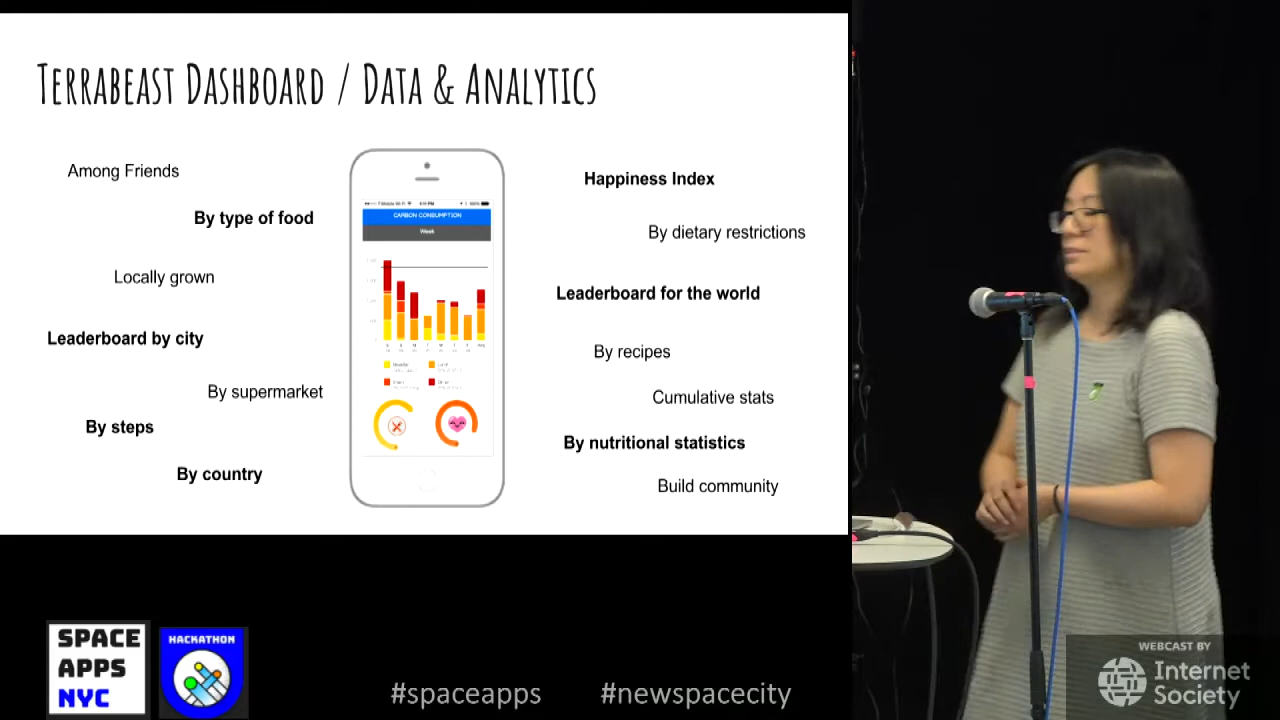 TERRABEAST DASHBOARD / DATA & ANALYTICS
Among Friends
By type of food
Locally grown
Leaderboard by city
By supermarket
By steps
By country
CARBON CONSUMPTION
Week
Happiness Index
By dietary restrictions
Leaderboard for the world
By recipes
Cumulative stats
By nutritional statistics
Build community
SPACE
APPS
NYC
HACKATHON
#spaceapps #newspacecity
WEBCAST BY
Internet
Society